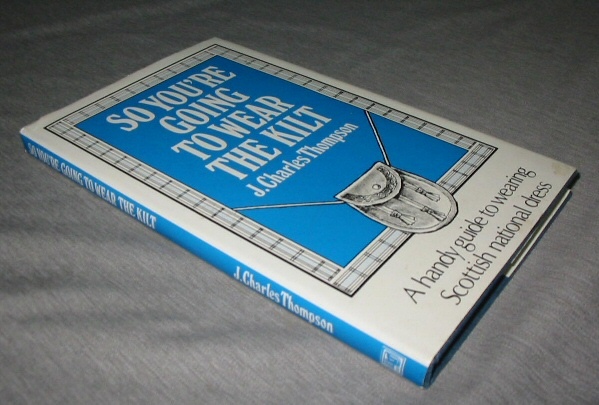 SO YOU'RE
GOING
TO WEAR
THE KILT
J. Charles Thompson
A handy guide to wearing
Scottish national dress
SO YOU'RE GOING TO WEAR THE KILT
J. Charles Thompson